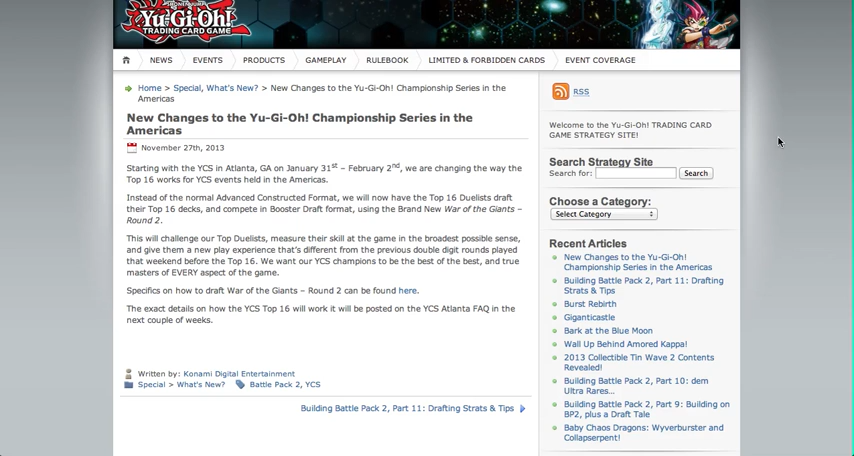 Yu-Gi-Oh!
TRADING CARD GAME
NEWS
EVENTS
PRODUCTS
GAMEPLAY
RULEBOOK
LIMITED & FORBIDDEN CARDS
EVENT COVERAGE
Home > Special, What's New? > New Changes to the Yu-Gi-Oh! Championship Series in the
Americas
New Changes to the Yu-Gi-Oh! Championship Series in the
Americas
November 27th, 2013
Starting with the YCS in Atlanta, GA on January 31st – February 2nd, we are changing the way the
Top 16 works for YCS events held in the Americas.
Instead of the normal Advanced Constructed Format, we will now have the Top 16 Duelists draft
their Top 16 decks, and compete in Booster Draft format, using the Brand New War of the Giants –
Round 2.
This will challenge our Top Duelists, measure their skill at the game in the broadest possible sense,
and give them a new play experience that's different from the previous double digit rounds played
that weekend before the Top 16. We want our YCS champions to be the best of the best, and true
masters of EVERY aspect of the game.
Specifics on how to draft War of the Giants – Round 2 can be found here.
The exact details on how the YCS Top 16 will work it will be posted on the YCS Atlanta FAQ in the
next couple of weeks.
Written by: Konami Digital Entertainment
Special > What's New? Battle Pack 2, YCS
Building Battle Pack 2, Part 11: Drafting Strats & Tips
RSS
Welcome to the Yu-Gi-Oh! TRADING CARD
GAME STRATEGY SITE!
Search Strategy Site
Search for: Search
Choose a Category:
Select Category
Recent Articles
New Changes to the Yu-Gi-Oh!
Championship Series in the Americas
Building Battle Pack 2, Part 11: Drafting
Strats & Tips
Burst Rebirth
Giganticastle
Bark at the Blue Moon
Wall Up Behind Amored Kappa!
2013 Collectible Tin Wave 2 Contents
Revealed!
Building Battle Pack 2, Part 10: dem
Ultra Rares...
Building Battle Pack 2, Part 9: Building on
BP2, plus a Draft Tale
Baby Chaos Dragons: Wyverburster and
Collapserpent!